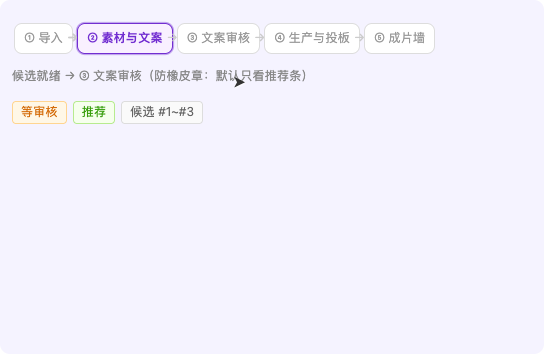 ① 导入 → ② 素材与文案 → ③ 文案审核 → ④ 生产与投板 → ⑤ 成片墙
候选就绪 → ③ 文案审核（防橡皮章：默认只看推荐条）
等审核 推荐 候选 #1~#3